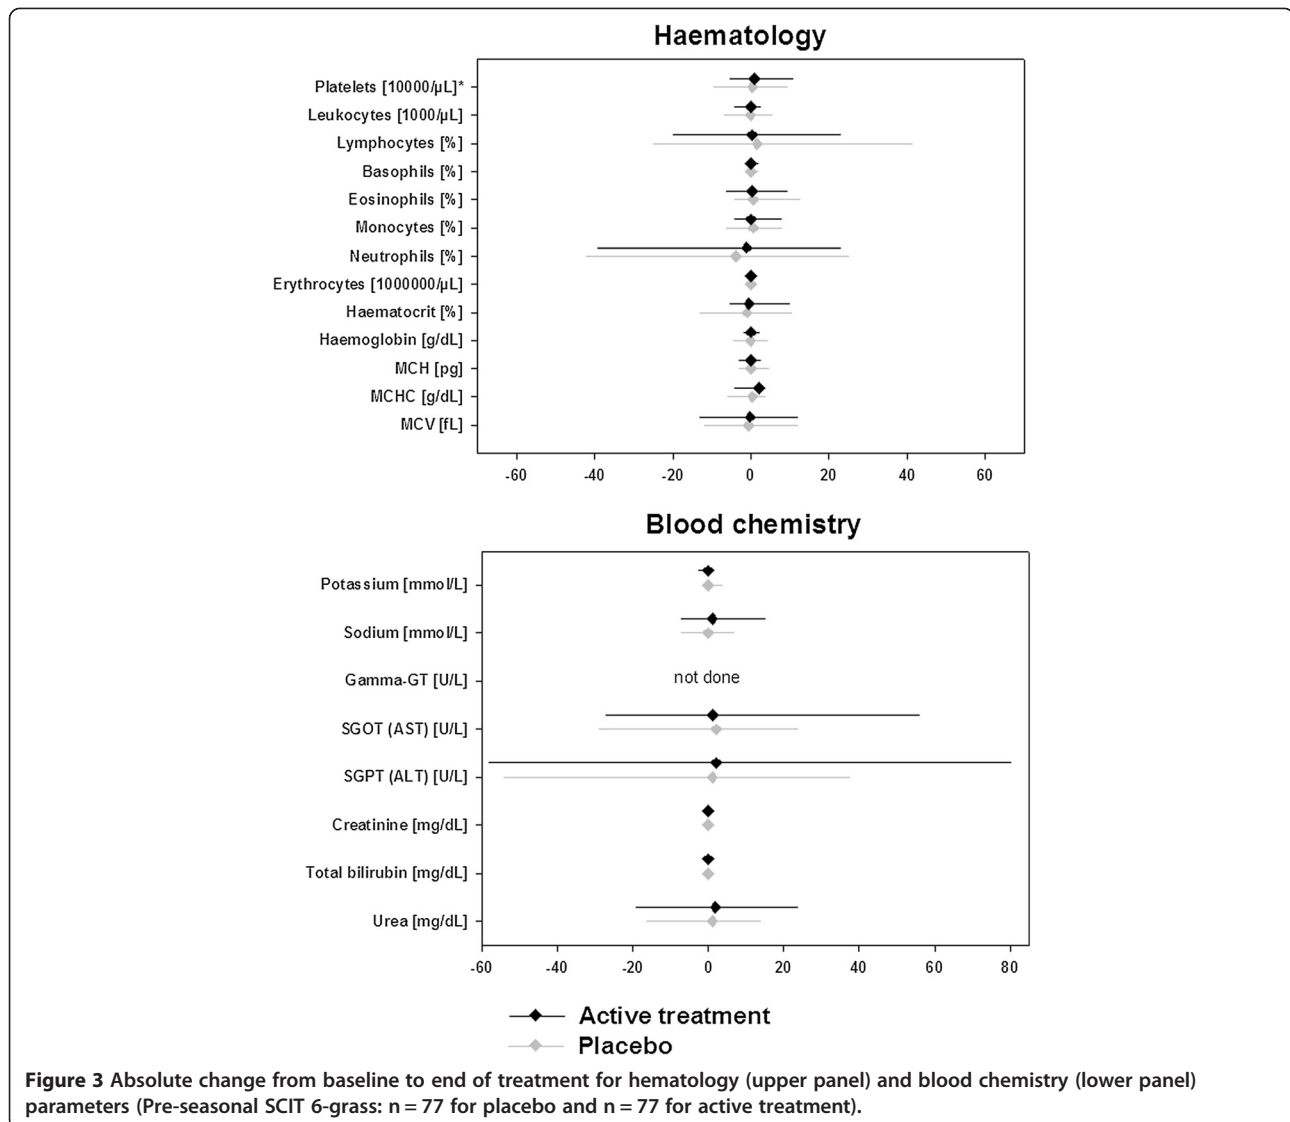 Haematology
Platelets [10000/µL]*
Leukocytes [1000/µL]
Lymphocytes [%]
Basophils [%]
Eosinophils [%]
Monocytes [%]
Neutrophils [%]
Erythrocytes [1000000/µL]
Haematocrit [%]
Haemoglobin [g/dL]
MCH [pg]
MCHC [g/dL]
MCV [fL]
-60 -40 -20 0 20 40 60
Blood chemistry
Potassium [mmol/L]
Sodium [mmol/L]
Gamma-GT [U/L] not done
SGOT (AST) [U/L]
SGPT (ALT) [U/L]
Creatinine [mg/dL]
Total bilirubin [mg/dL]
Urea [mg/dL]
-60 -40 -20 0 20 40 60 80
Active treatment
Placebo
Figure 3 Absolute change from baseline to end of treatment for hematology (upper panel) and blood chemistry (lower panel)
parameters (Pre-seasonal SCIT 6-grass: n = 77 for placebo and n = 77 for active treatment).